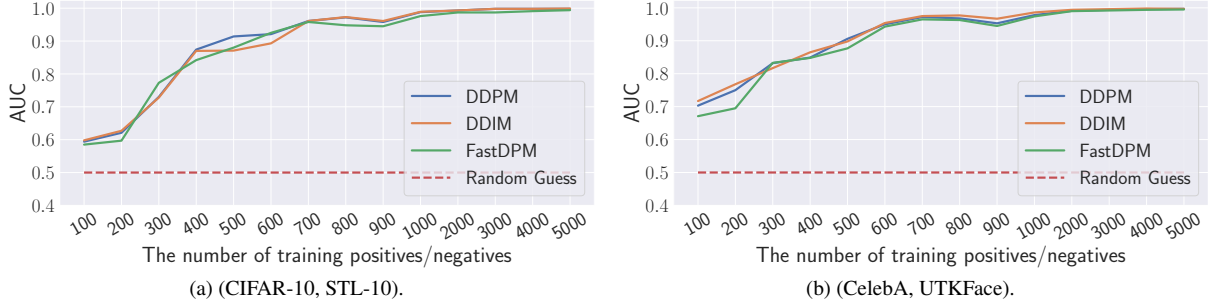 1.0
0.9
0.8
0.7
0.6
0.5
0.4
AUC
DDPM
DDIM
FastDPM
Random Guess
100 200 300 400 500 600 700 800 900 1000 2000 3000 4000 5000
The number of training positives/negatives
(a) (CIFAR-10, STL-10).
1.0
0.9
0.8
0.7
0.6
0.5
0.4
AUC
DDPM
DDIM
FastDPM
Random Guess
100 200 300 400 500 600 700 800 900 1000 2000 3000 4000 5000
The number of training positives/negatives
(b) (CelebA, UTKFace).